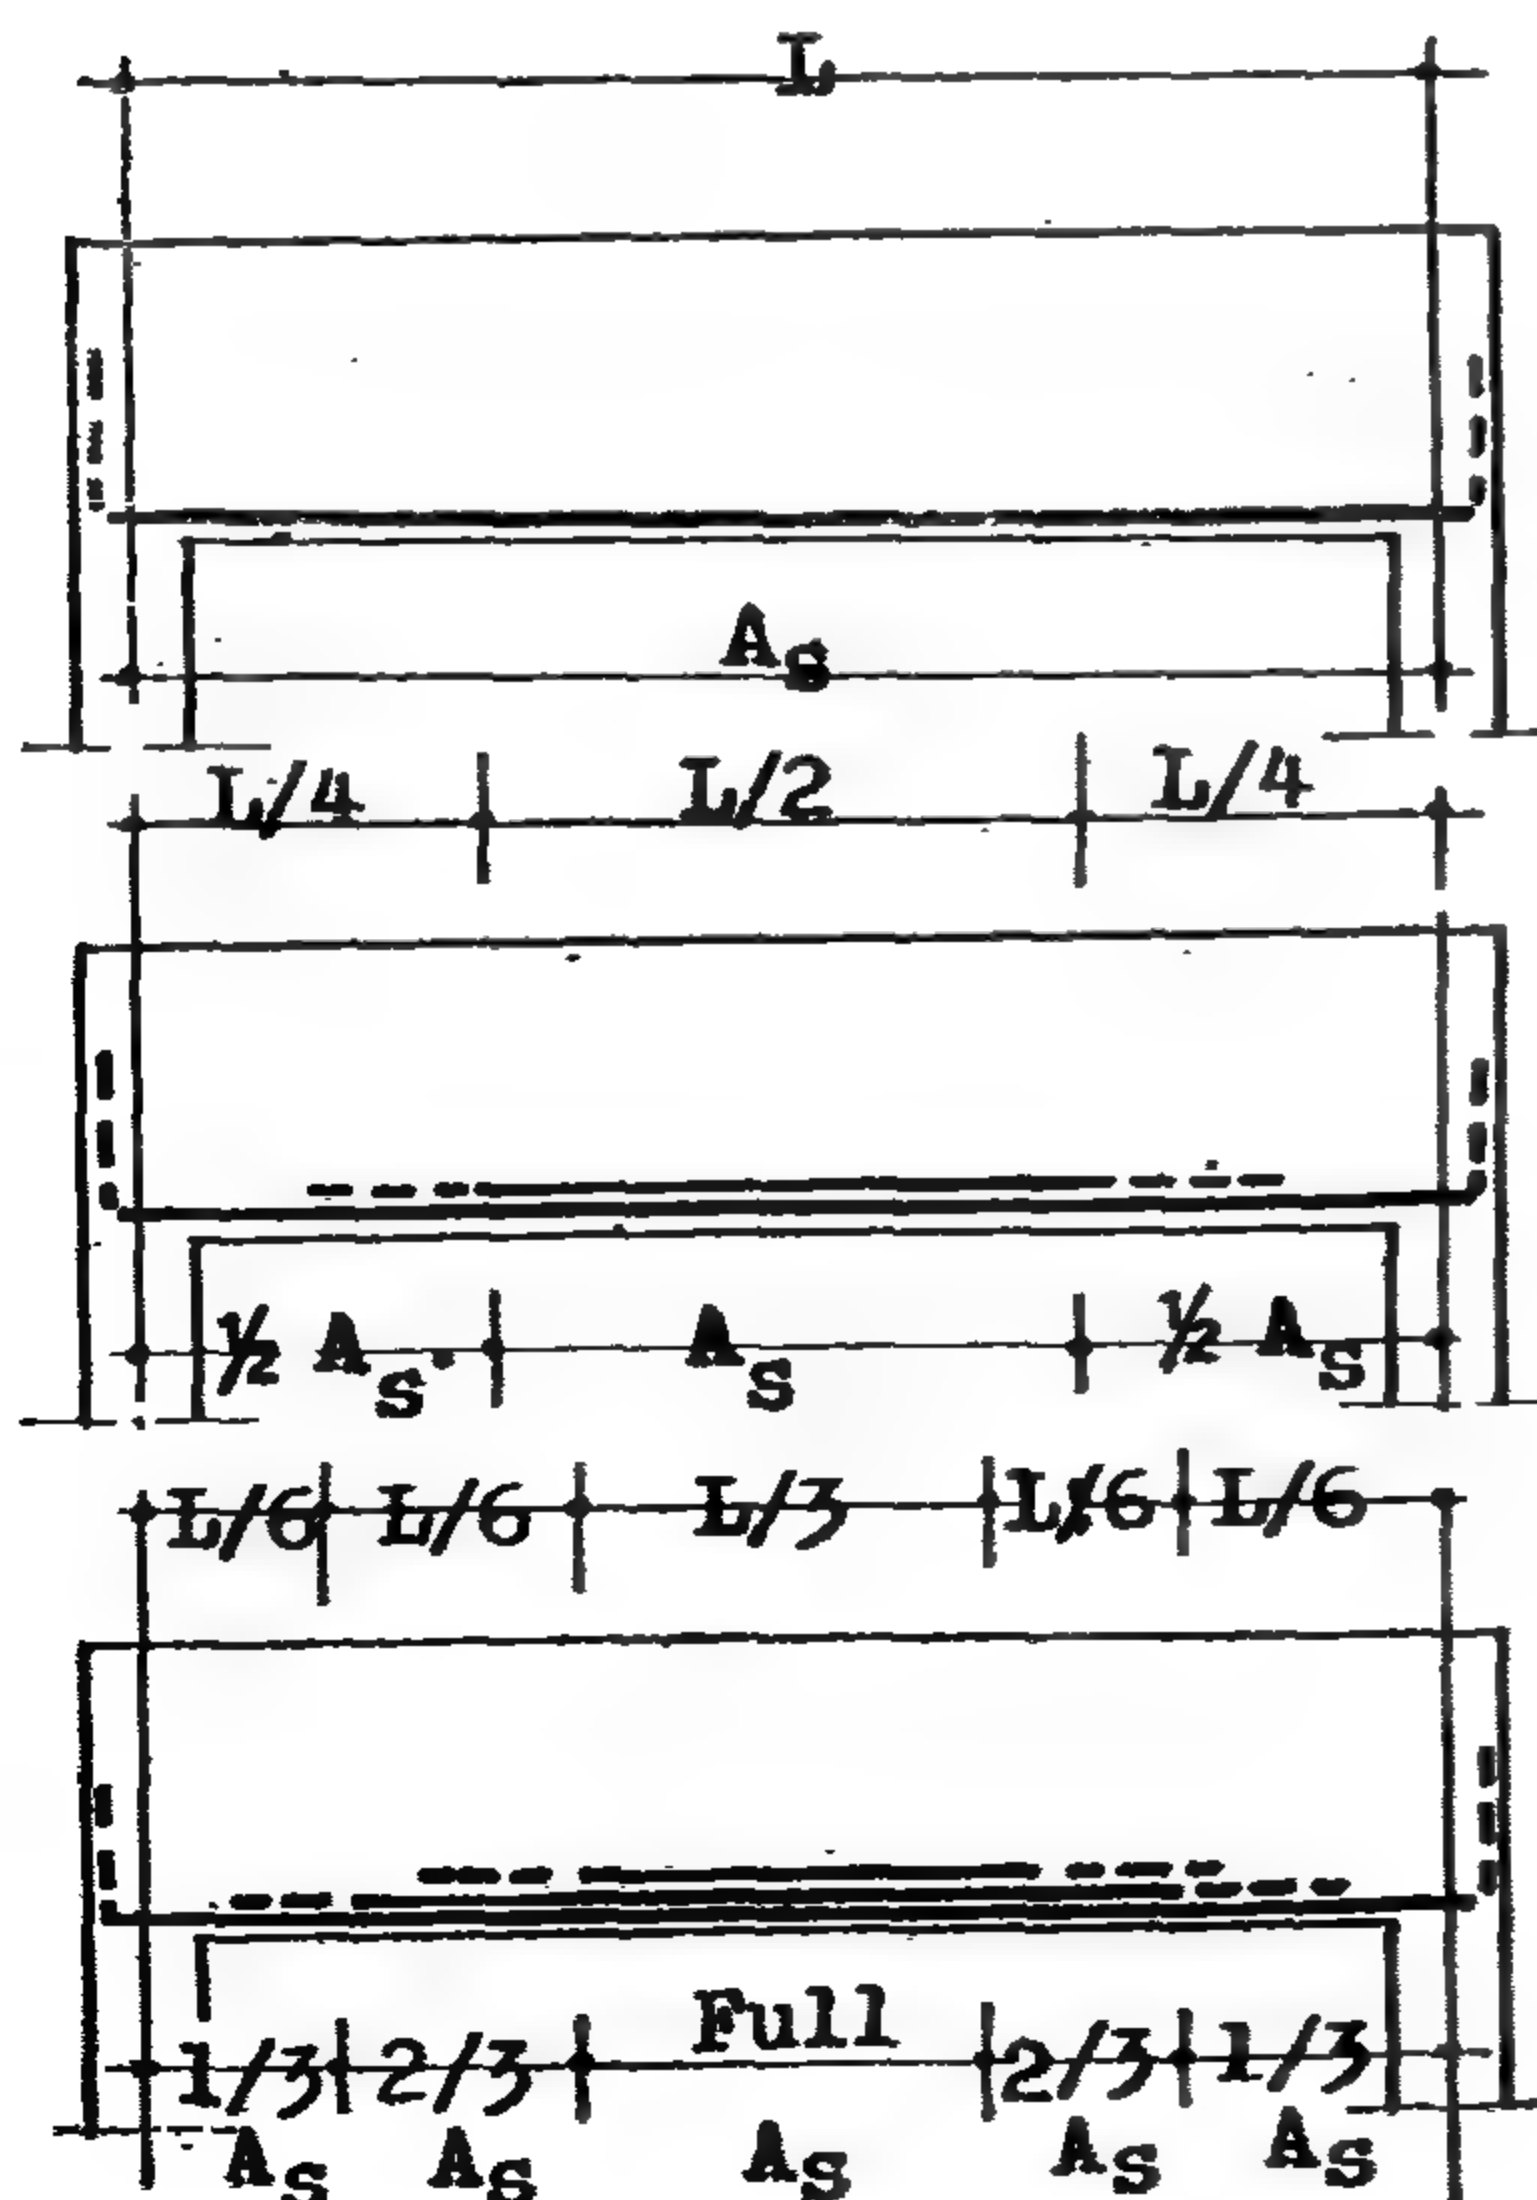 L
As
L/4 L/2 L/4
½ As. As ½ As
L/6 L/6 L/3 L/6 L/6
Full
1/3 2/3 2/3 1/3
As As As As As